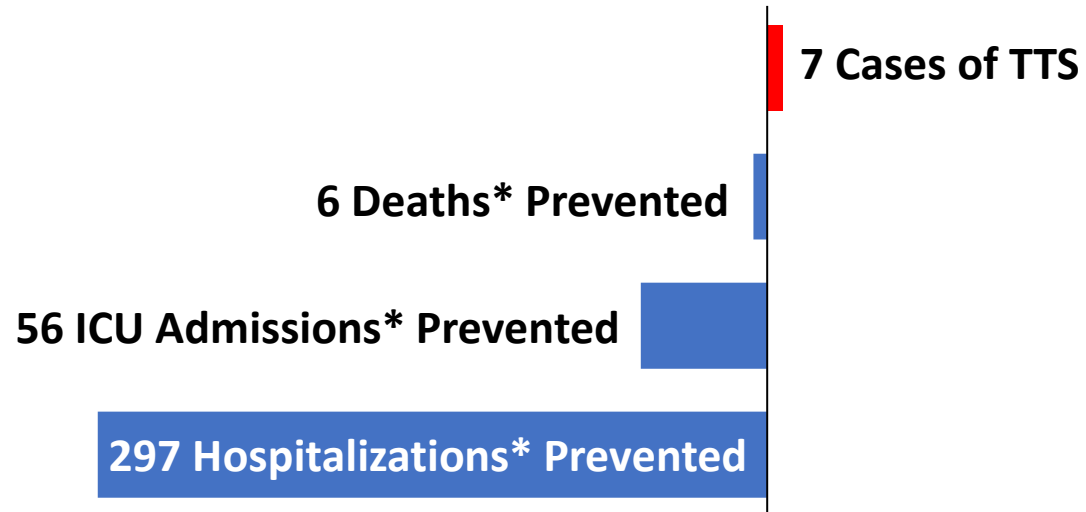 7 Cases of TTS
6 Deaths* Prevented
56 ICU Admissions* Prevented
297 Hospitalizations* Prevented